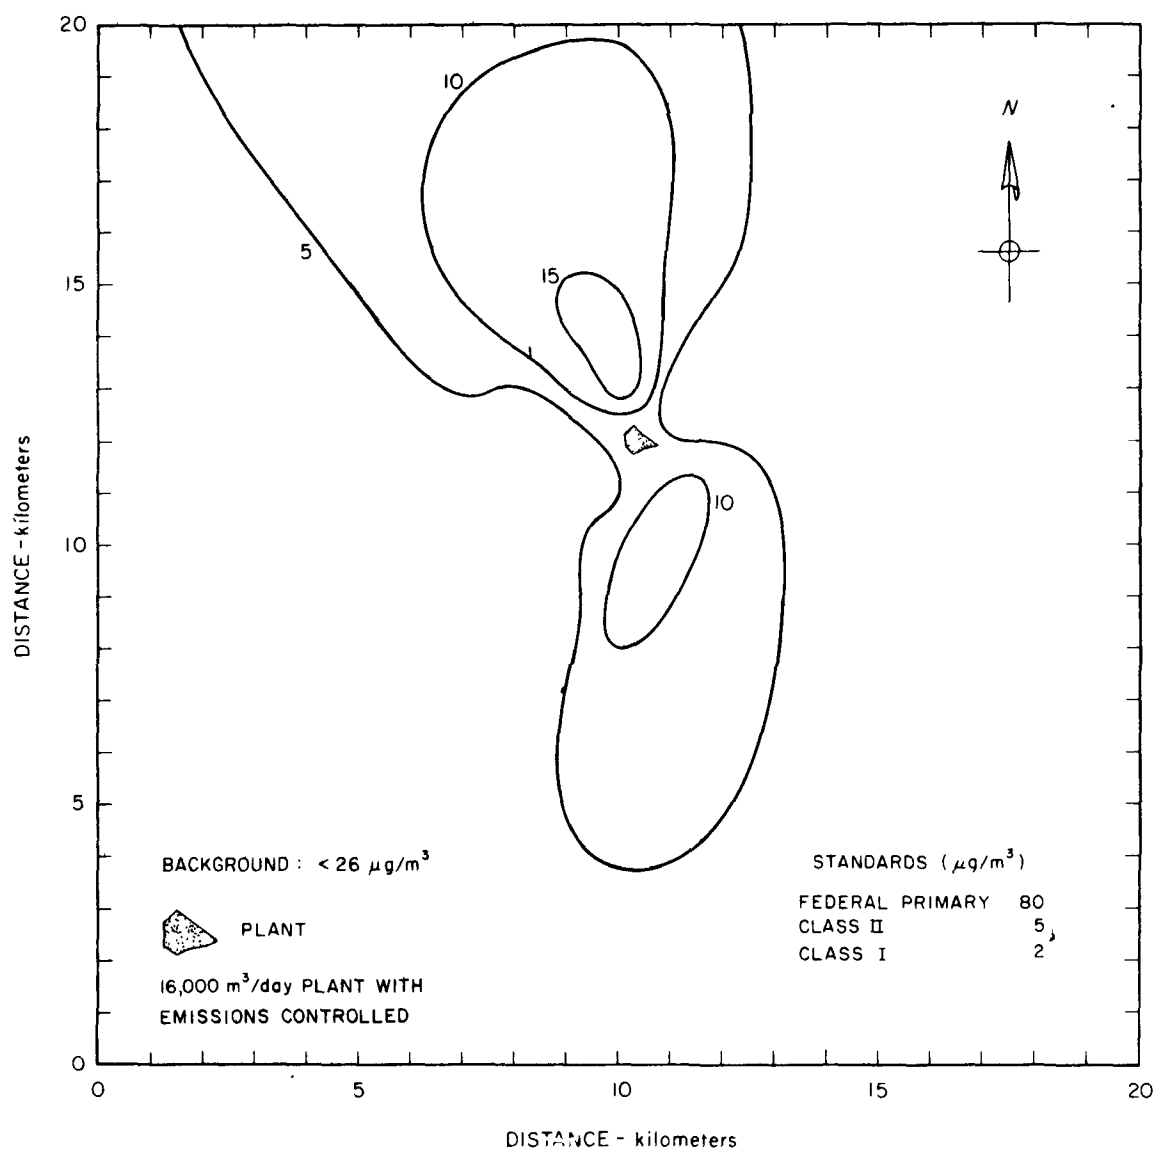 20
10
N
5
15
15
10
DISTANCE - kilometers
10
5
BACKGROUND : < 26 μg/m³
STANDARDS (μg/m³)
FEDERAL PRIMARY 80
PLANT
CLASS II 5
CLASS I 2
16,000 m³/day PLANT WITH
EMISSIONS CONTROLLED
0
0 5 10 15 20
DISTANCE - kilometers